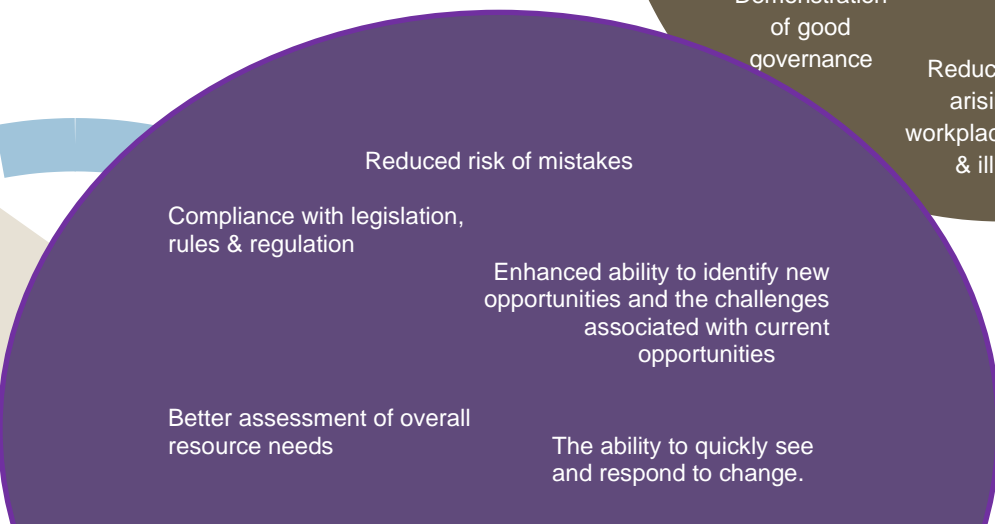 of good
governance
Reduced risk of mistakes
Compliance with legislation,
rules & regulation
Enhanced ability to identify new
opportunities and the challenges
associated with current
opportunities
Better assessment of overall
resource needs
The ability to quickly see
and respond to change.